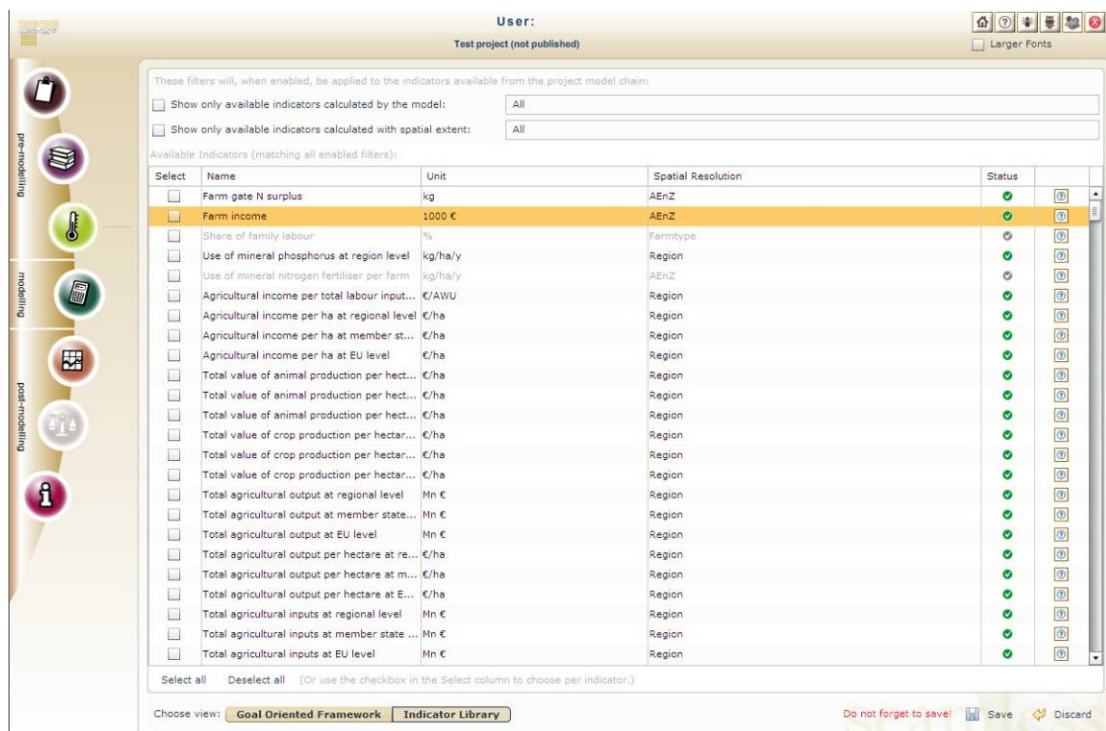 User:
Test project (not published)
Larger Fonts
pre-modelling
modelling
post-modelling
These filters will, when enabled, be applied to the indicators available from the project model chain:
Show only available indicators calculated by the model: All
Show only available indicators calculated with spatial extent: All
Available Indicators (matching all enabled filters):
Select Name Unit Spatial Resolution Status
Farm gate N surplus kg AEnZ
Farm income 1000 € AEnZ
Share of family labour % Farmtype
Use of mineral phosphorus at region level kg/ha/y Region
Use of mineral nitrogen fertiliser per farm kg/ha/y AEnZ
Agricultural income per total labour input... €/AWU Region
Agricultural income per ha at regional level €/ha Region
Agricultural income per ha at member st... €/ha Region
Agricultural income per ha at EU level €/ha Region
Total value of animal production per hect... €/ha Region
Total value of animal production per hect... €/ha Region
Total value of animal production per hect... €/ha Region
Total value of crop production per hectar... €/ha Region
Total value of crop production per hectar... €/ha Region
Total value of crop production per hectar... €/ha Region
Total agricultural output at regional level Mn € Region
Total agricultural output at member state... Mn € Region
Total agricultural output at EU level Mn € Region
Total agricultural output per hectare at re... €/ha Region
Total agricultural output per hectare at m... €/ha Region
Total agricultural output per hectare at E... €/ha Region
Total agricultural inputs at regional level Mn € Region
Total agricultural inputs at member state ... Mn € Region
Total agricultural inputs at EU level Mn € Region
Select all Deselect all (Or use the checkbox in the Select column to choose per indicator.)
Choose view: Goal Oriented Framework Indicator Library Do not forget to save! Save Discard